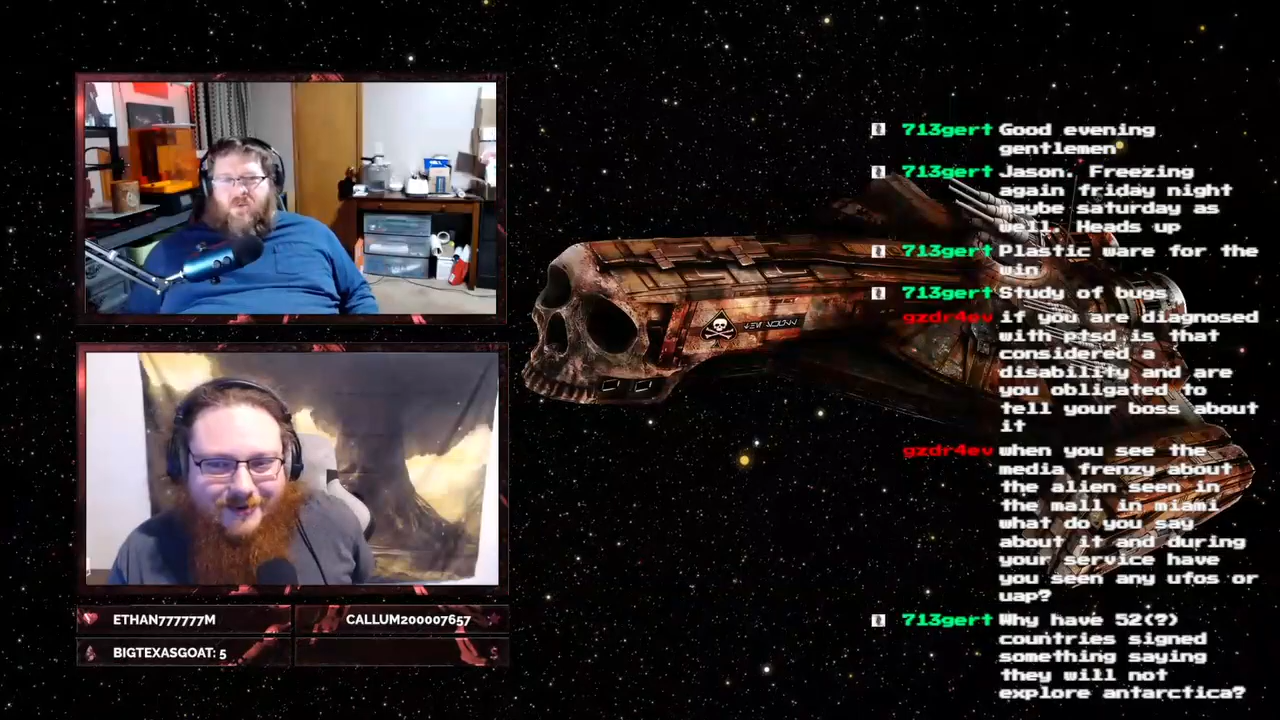 713gert Good evening
gentlemen
713gert Jason. Freezing
again friday night
maybe saturday as
well. Heads up
713gert Plastic ware for the
win
713gert Study of bugs
gzdr4ev if you are diagnosed
with ptsd is that
considered a
disability and are
you obligated to
tell your boss about
it
gzdr4ev when you see the
media frenzy about
the alien seen in
the mall in miami
what do you say
about it and during
your service have
you seen any ufos or
uap?
713gert Why have 52(?)
countries signed
something saying
they will not
explore antarctica?
ETHAN777777M
CALLUM200007657
BIGTEXASGOAT: 5